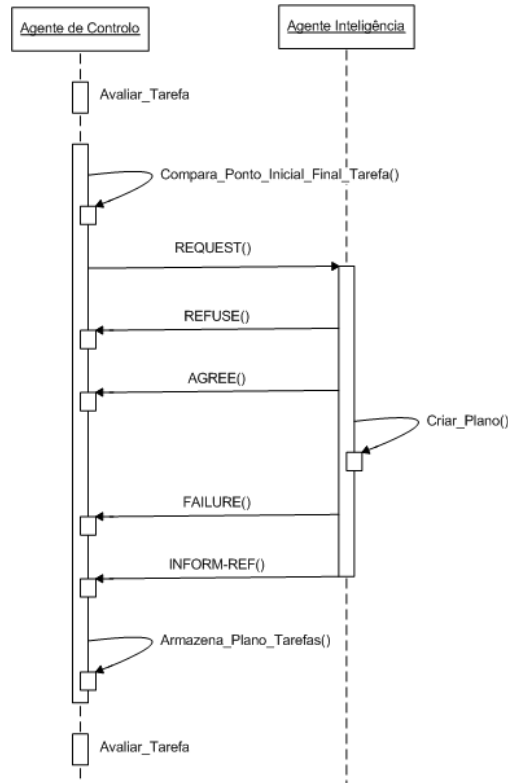 Agente de Controlo
Agente Inteligência
Avaliar_Tarefa
Compara_Ponto_Inicial_Final_Tarefa()
REQUEST()
REFUSE()
AGREE()
Criar_Plano()
FAILURE()
INFORM-REF()
Armazena_Plano_Tarefas()
Avaliar_Tarefa